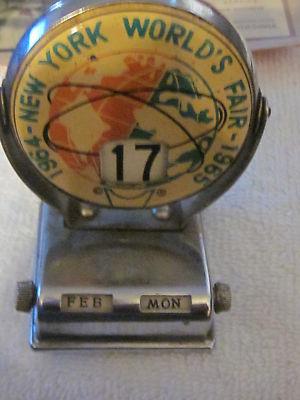 1964-NEW YORK WORLD'S FAIR-1965
17
FEB MON